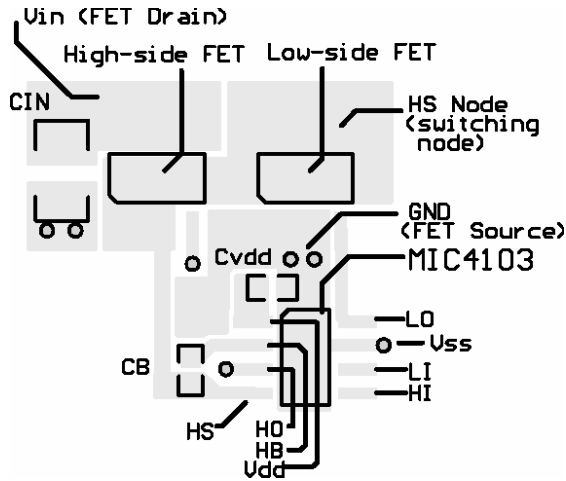 Vin (FET Drain)
High-side FET
Low-side FET
CIN
HS Node
(switching
node)
GND
(FET Source)
Cvdd
MIC4103
LO
Vss
CB
LI
HI
HS
HO
HB
Vdd